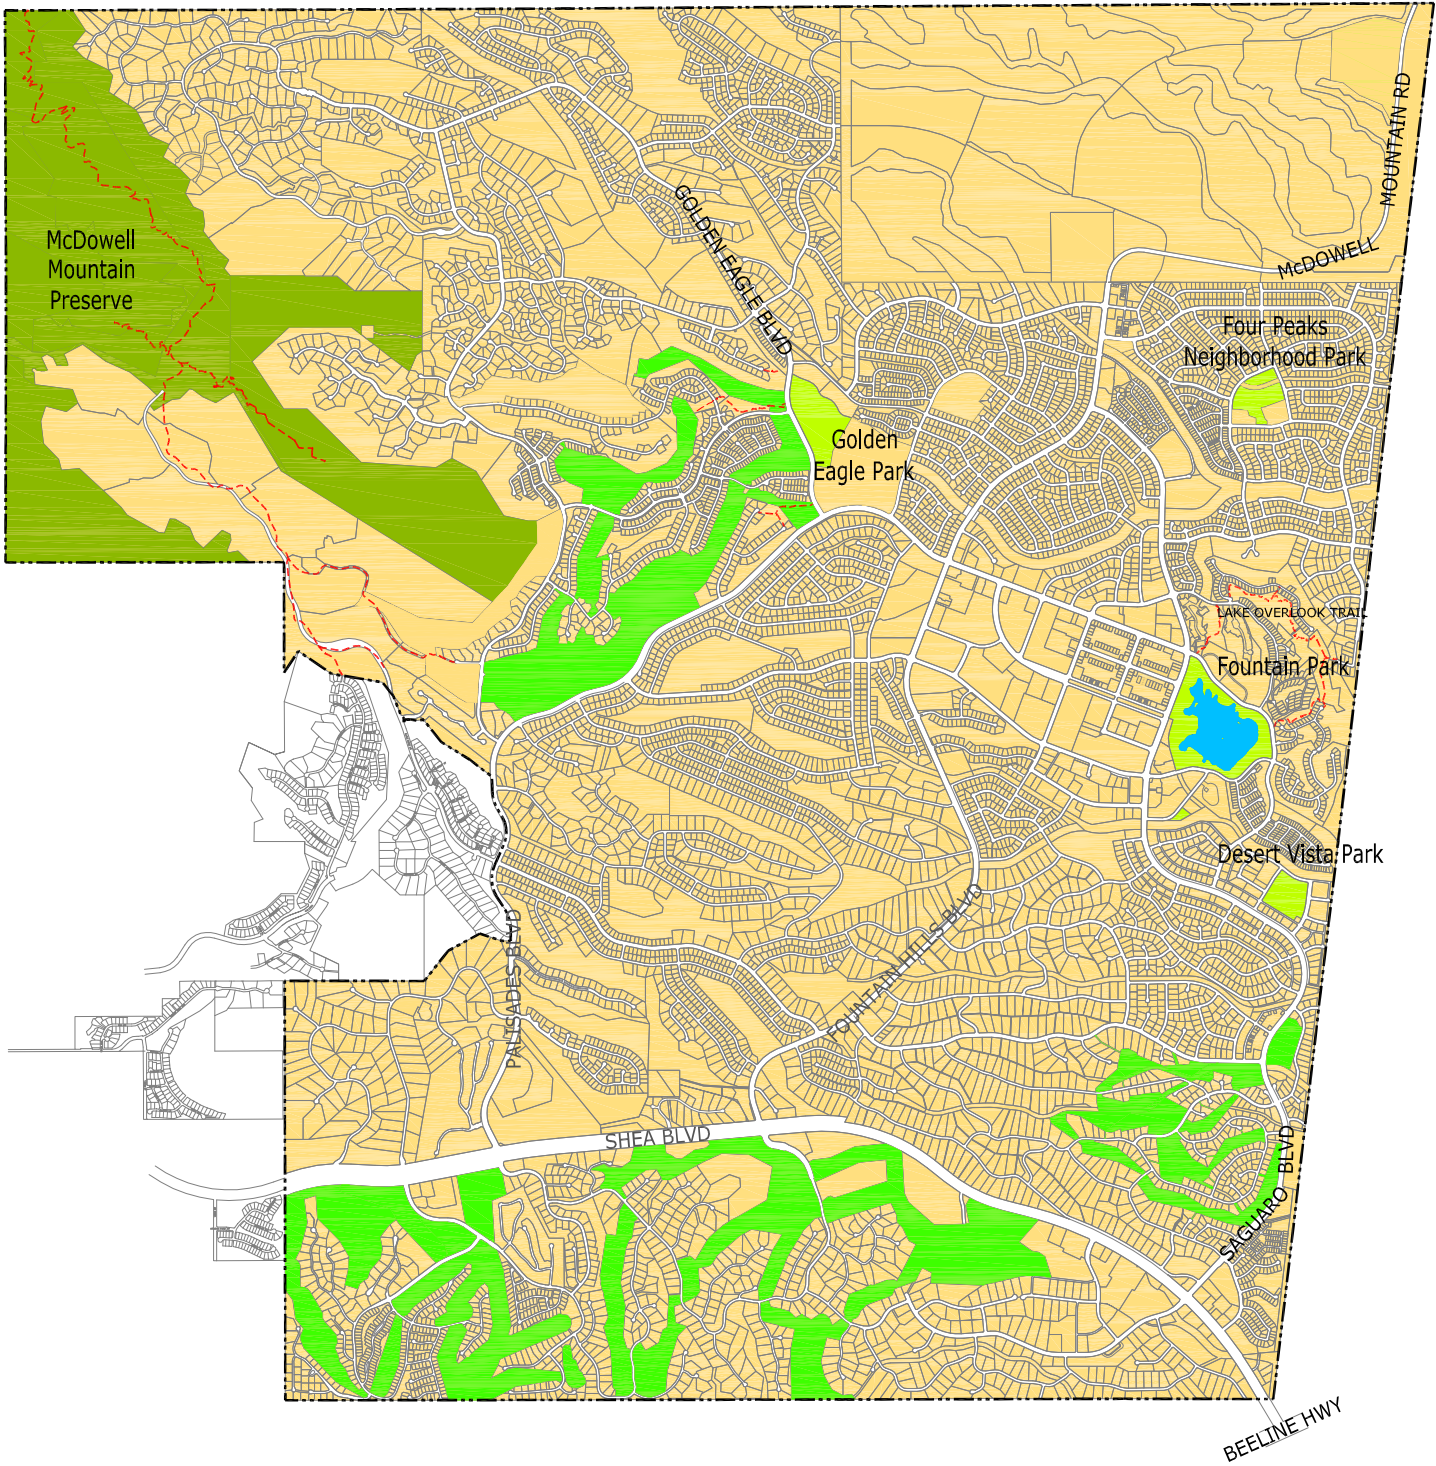 MOUNTAIN RD
GOLDEN EAGLE BLVD
McDowell
Mountain
Preserve
McDOWELL
Four Peaks
Neighborhood Park
Golden
Eagle Park
LAKE OVERLOOK TRAIL
Fountain Park
Desert Vista Park
FOUNTAIN HILLS BLVD
PALISADES BLVD
SHEA BLVD
SAGUARO
BLVD
BEELINE HWY